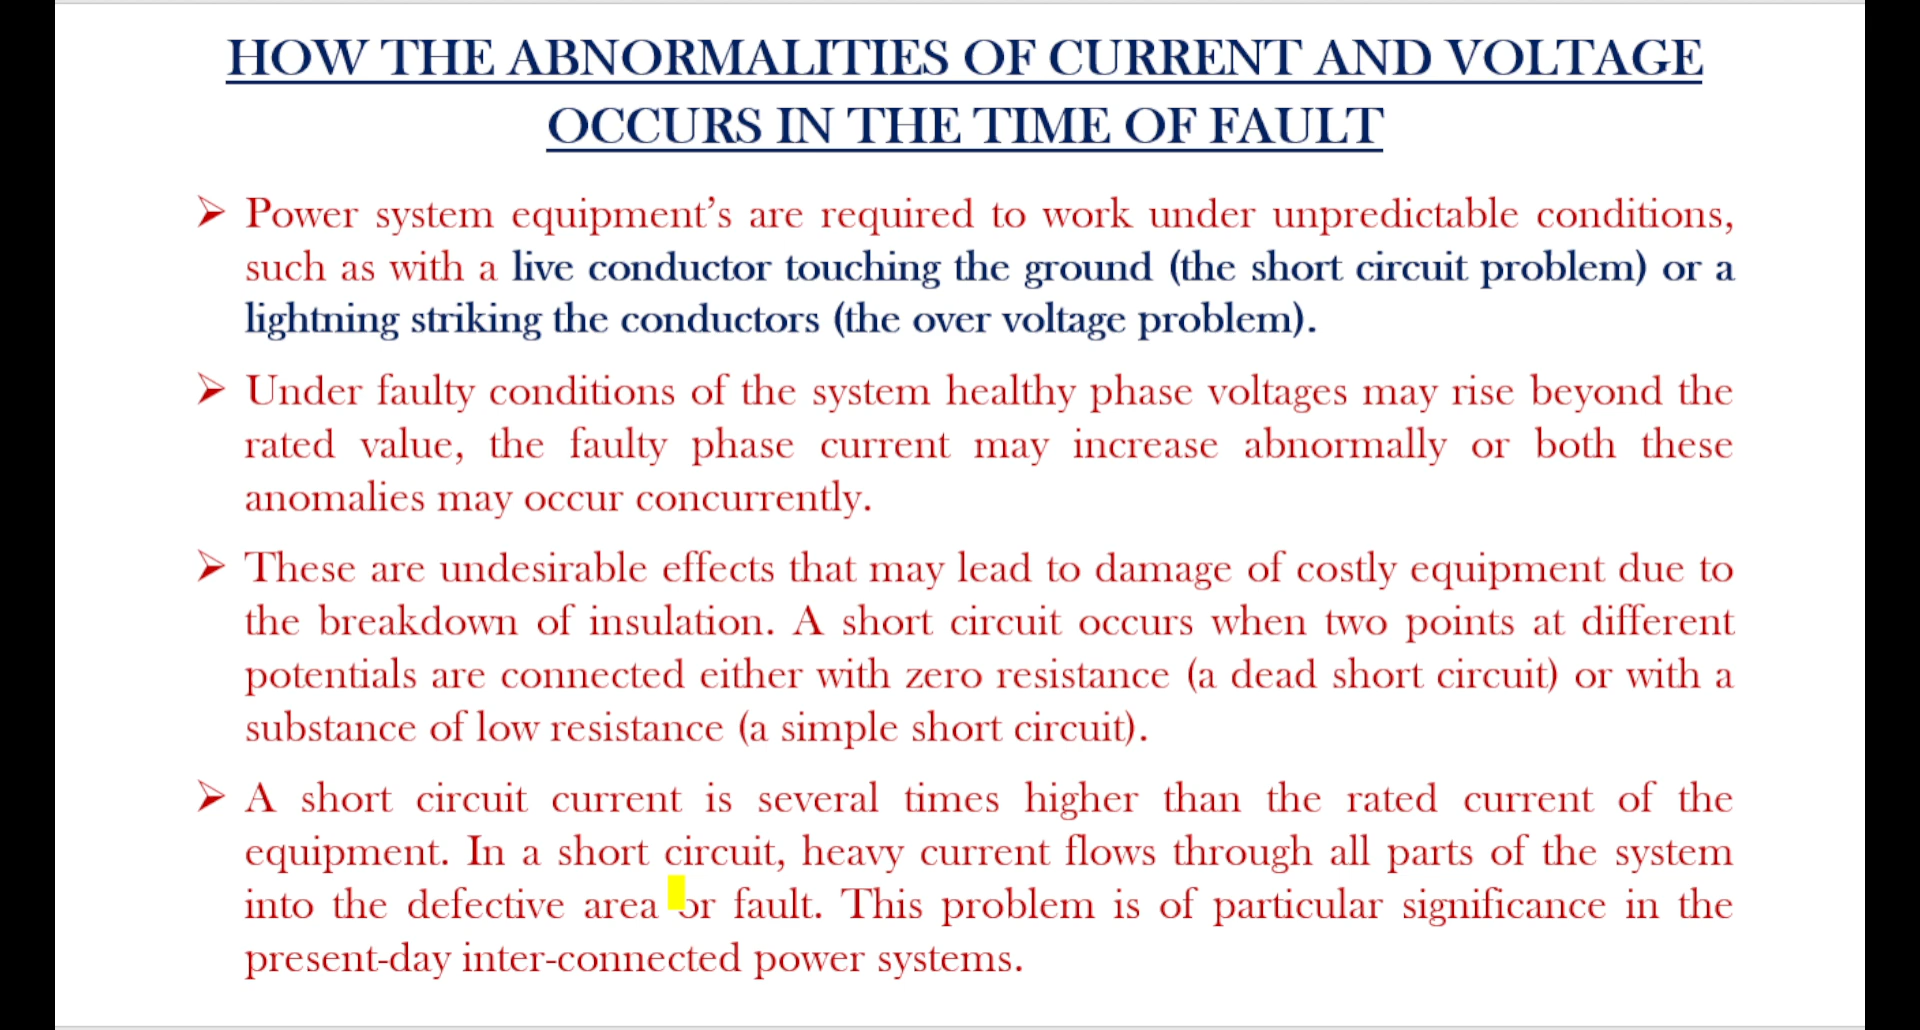 HOW THE ABNORMALITIES OF CURRENT AND VOLTAGE
OCCURS IN THE TIME OF FAULT
➢ Power system equipment’s are required to work under unpredictable conditions,
such as with a live conductor touching the ground (the short circuit problem) or a
lightning striking the conductors (the over voltage problem).
➢ Under faulty conditions of the system healthy phase voltages may rise beyond the
rated value, the faulty phase current may increase abnormally or both these
anomalies may occur concurrently.
➢ These are undesirable effects that may lead to damage of costly equipment due to
the breakdown of insulation. A short circuit occurs when two points at different
potentials are connected either with zero resistance (a dead short circuit) or with a
substance of low resistance (a simple short circuit).
➢ A short circuit current is several times higher than the rated current of the
equipment. In a short circuit, heavy current flows through all parts of the system
into the defective area or fault. This problem is of particular significance in the
present-day inter-connected power systems.